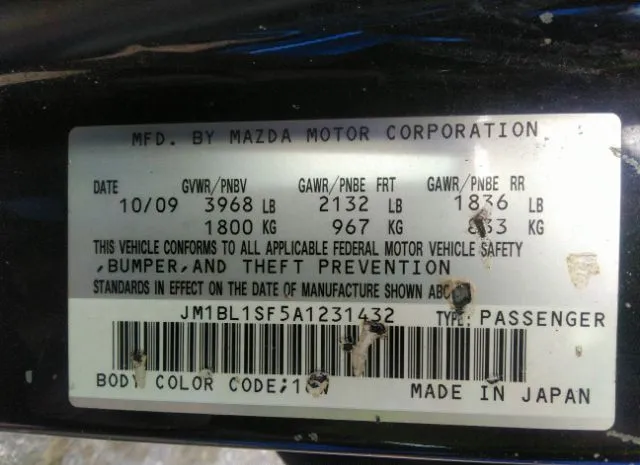 MFD. BY MAZDA MOTOR CORPORATION
DATE GVWR/PNBV GAWR/PNBE FRT GAWR/PNBE RR
10/09 3968 LB 2132 LB 1836 LB
1800 KG 967 KG 833 KG
THIS VEHICLE CONFORMS TO ALL APPLICABLE FEDERAL MOTOR VEHICLE SAFETY
,BUMPER,AND THEFT PREVENTION
STANDARDS IN EFFECT ON THE DATE OF MANUFACTURE SHOWN
JM1BL1SF5A1231432 TYPE: PASSENGER
BODY COLOR CODE; MADE IN JAPAN